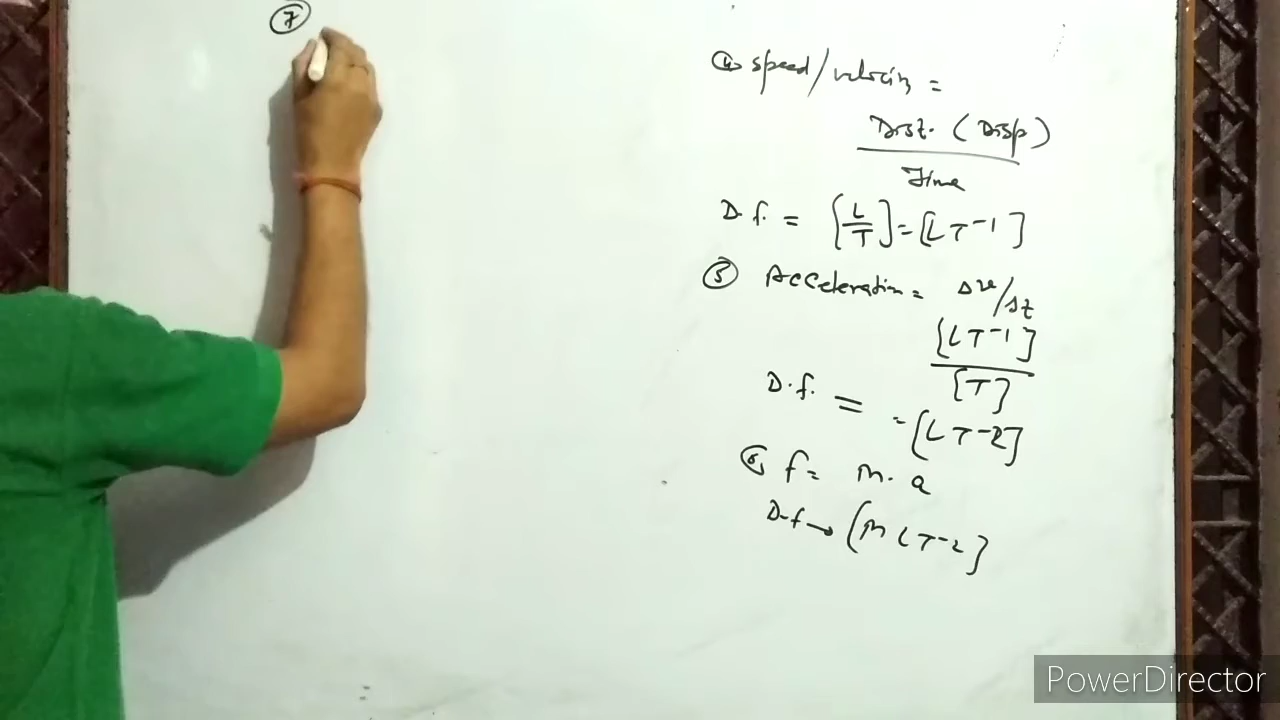 ⑦
④ speed/velocity =
Dist. (Disp)
Time
D.f. = [L/T] = [LT-1]
⑤ Acceleration = Δv/Δt
[LT-1]
[T]
D.f. =
= [LT-2]
⑥ f = m.a
D.f → [MLT-2]
PowerDirector